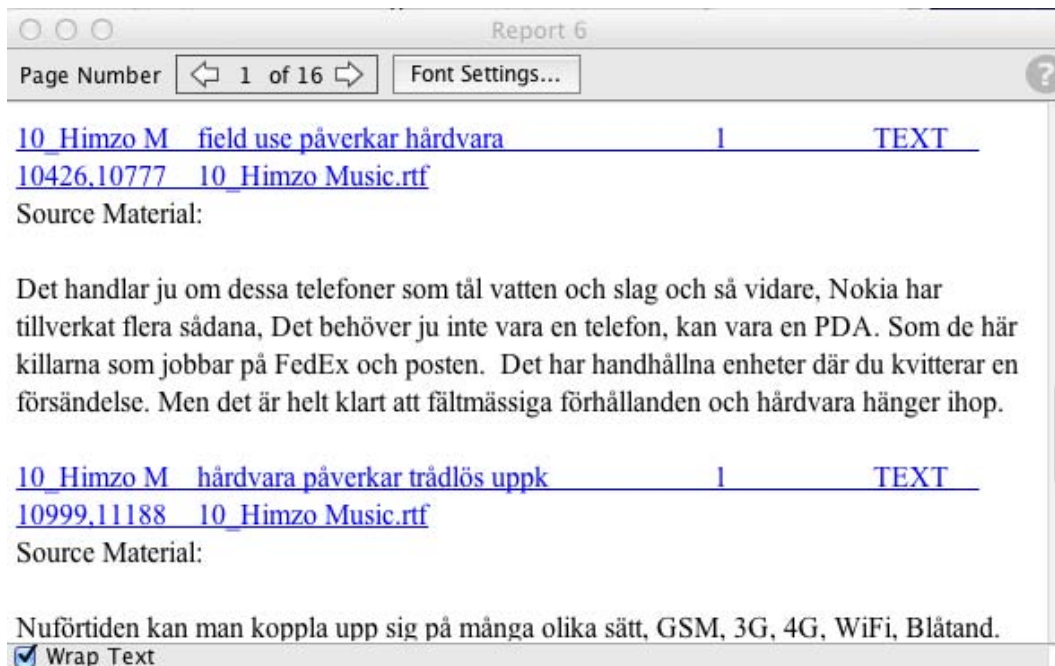 Report 6
Page Number 1 of 16 Font Settings... ?
10_Himzo M field use påverkar hårdvara 1 TEXT
10426,10777 10_Himzo Music.rtf
Source Material:
Det handlar ju om dessa telefoner som tål vatten och slag och så vidare, Nokia har
tillverkat flera sådana, Det behöver ju inte vara en telefon, kan vara en PDA. Som de här
killarna som jobbar på FedEx och posten.  Det har handhållna enheter där du kvitterar en
försändelse. Men det är helt klart att fältmässiga förhållanden och hårdvara hänger ihop.
10_Himzo M hårdvara påverkar trådlös uppk 1 TEXT
10999,11188 10_Himzo Music.rtf
Source Material:
Nuförtiden kan man koppla upp sig på många olika sätt, GSM, 3G, 4G, WiFi, Blåtand.
Wrap Text